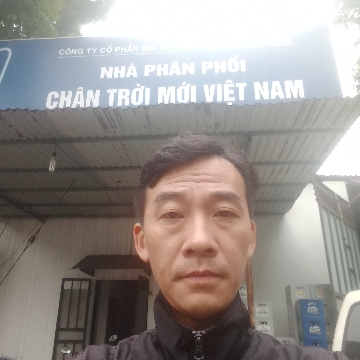 CÔNG TY CỔ PHẦN
NHÀ PHÂN PHỐI
CHÂN TRỜI MỚI VIỆT NAM